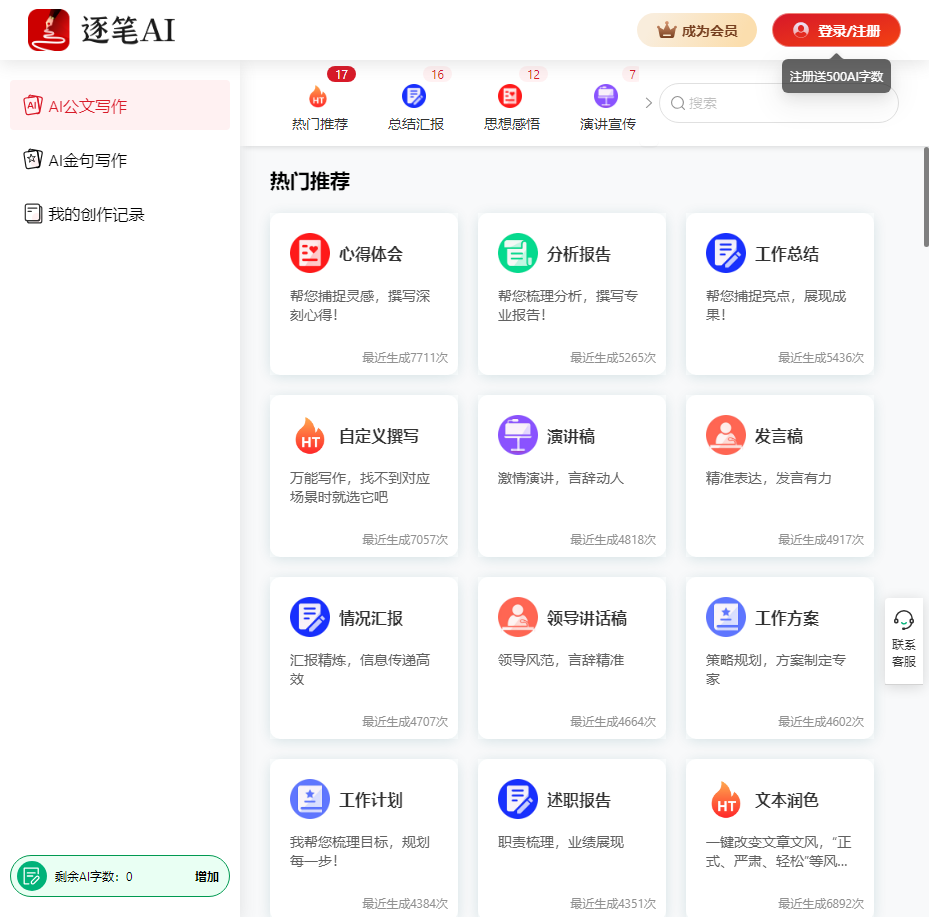 逐笔AI
成为会员
登录/注册
注册送500AI字数
AI公文写作
AI金句写作
我的创作记录
17
16
12
7
热门推荐
总结汇报
思想感悟
演讲宣传
搜索
热门推荐
心得体会
帮您捕捉灵感，撰写深
刻心得！
最近生成7711次
分析报告
帮您梳理分析，撰写专
业报告！
最近生成5265次
工作总结
帮您捕捉亮点，展现成
果！
最近生成5436次
HT
自定义撰写
万能写作，找不到对应
场景时就选它吧
最近生成7057次
演讲稿
激情演讲，言辞动人
最近生成4818次
发言稿
精准表达，发言有力
最近生成4917次
情况汇报
汇报精炼，信息传递高
效
最近生成4707次
领导讲话稿
领导风范，言辞精准
最近生成4664次
工作方案
策略规划，方案制定专
家
最近生成4602次
工作计划
我帮您梳理目标，规划
每一步！
最近生成4384次
述职报告
职责梳理，业绩展现
最近生成4351次
HT
文本润色
一键改变文章文风，“正
式、严肃、轻松”等风...
最近生成6892次
联系
客服
剩余AI字数：0
增加